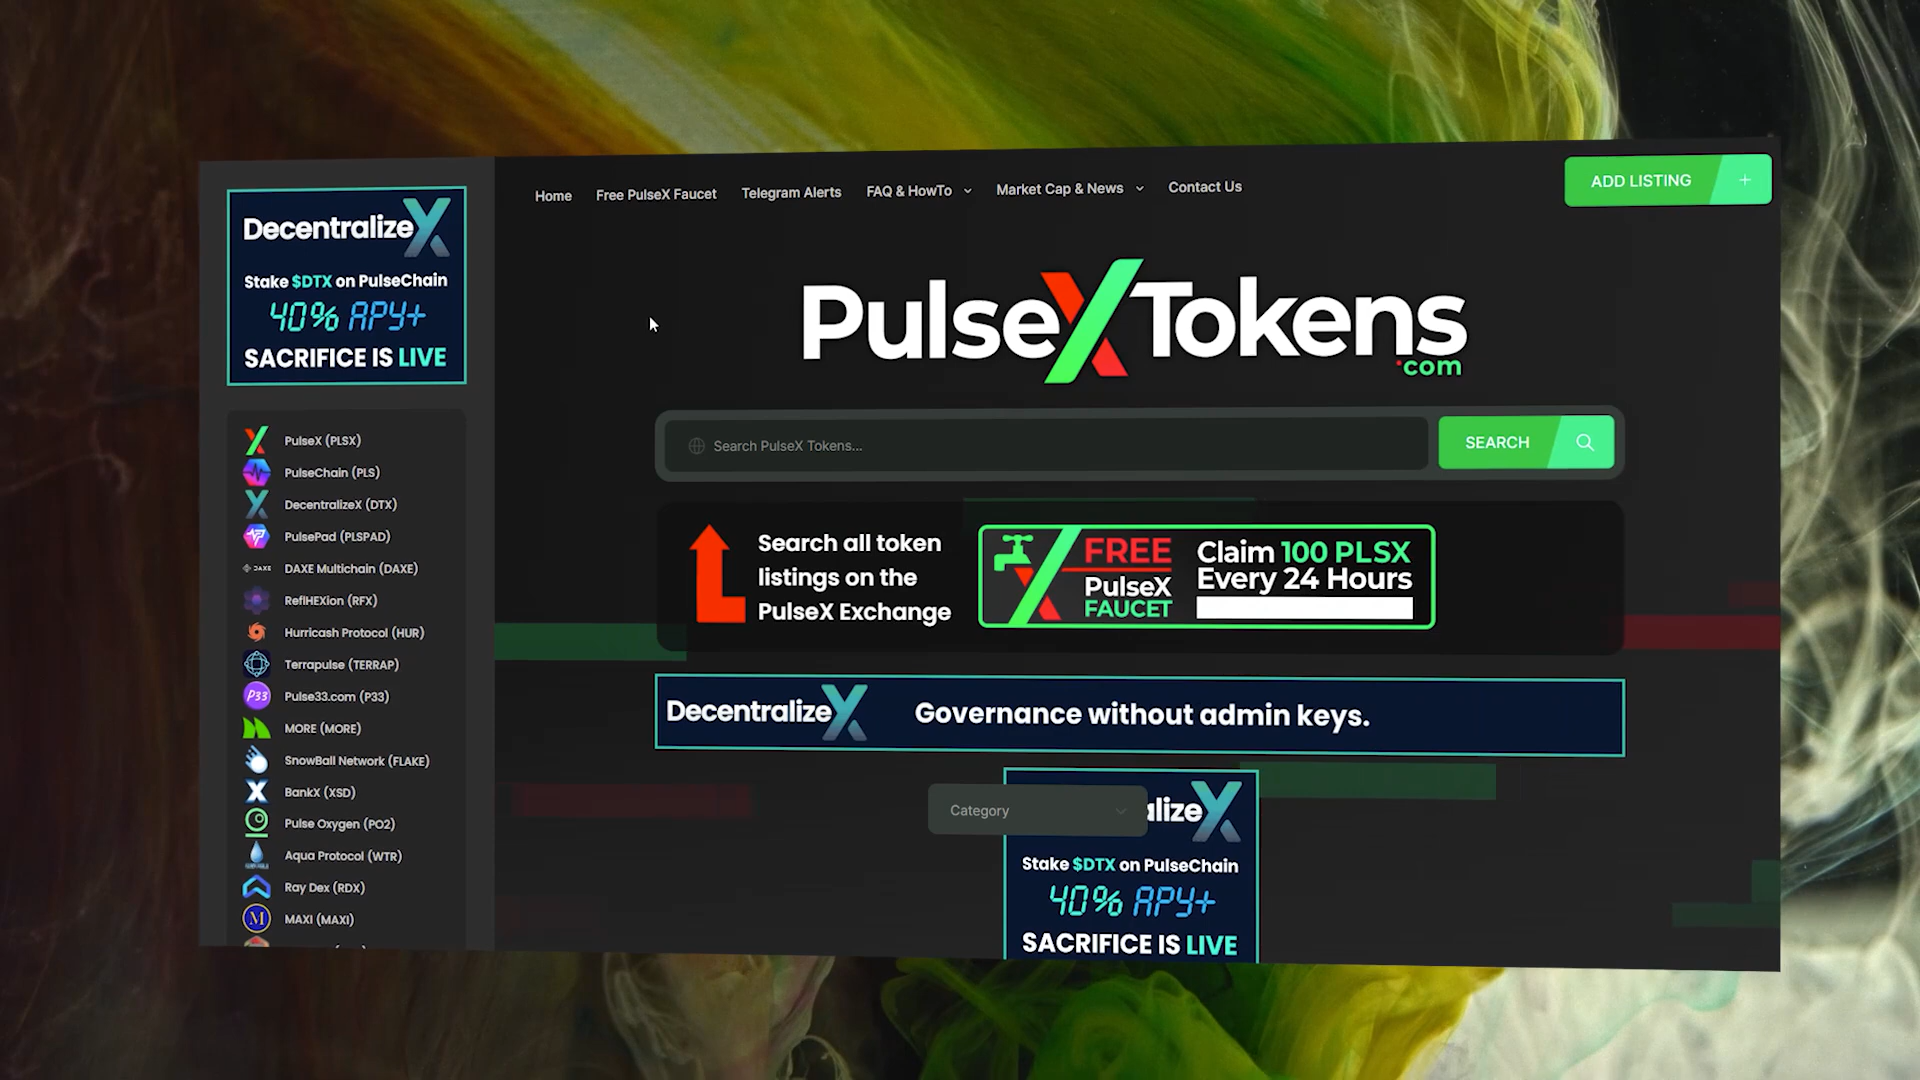 Home
Free PulseX Faucet
Telegram Alerts
FAQ & HowTo
Market Cap & News
Contact Us
ADD LISTING
+
DecentralizeX
Stake $DTX on PulseChain
40% APY+
SACRIFICE IS LIVE
PulseX (PLSX)
PulseChain (PLS)
DecentralizeX (DTX)
PulsePad (PLSPAD)
DAXE
DAXE Multichain (DAXE)
ReflHEXion (RFX)
Hurricash Protocol (HUR)
Terrapulse (TERRAP)
P33
Pulse33.com (P33)
MORE (MORE)
SnowBall Network (FLAKE)
X
BankX (XSD)
Pulse Oxygen (PO2)
Aqua Protocol (WTR)
Ray Dex (RDX)
M
MAXI (MAXI)
PulseXTokens
.com
Search PulseX Tokens...
SEARCH
Search all token
listings on the
PulseX Exchange
FREE
PulseX
FAUCET
Claim 100 PLSX
Every 24 Hours
DecentralizeX
Governance without admin keys.
Category
alizeX
Stake $DTX on PulseChain
40% APY+
SACRIFICE IS LIVE